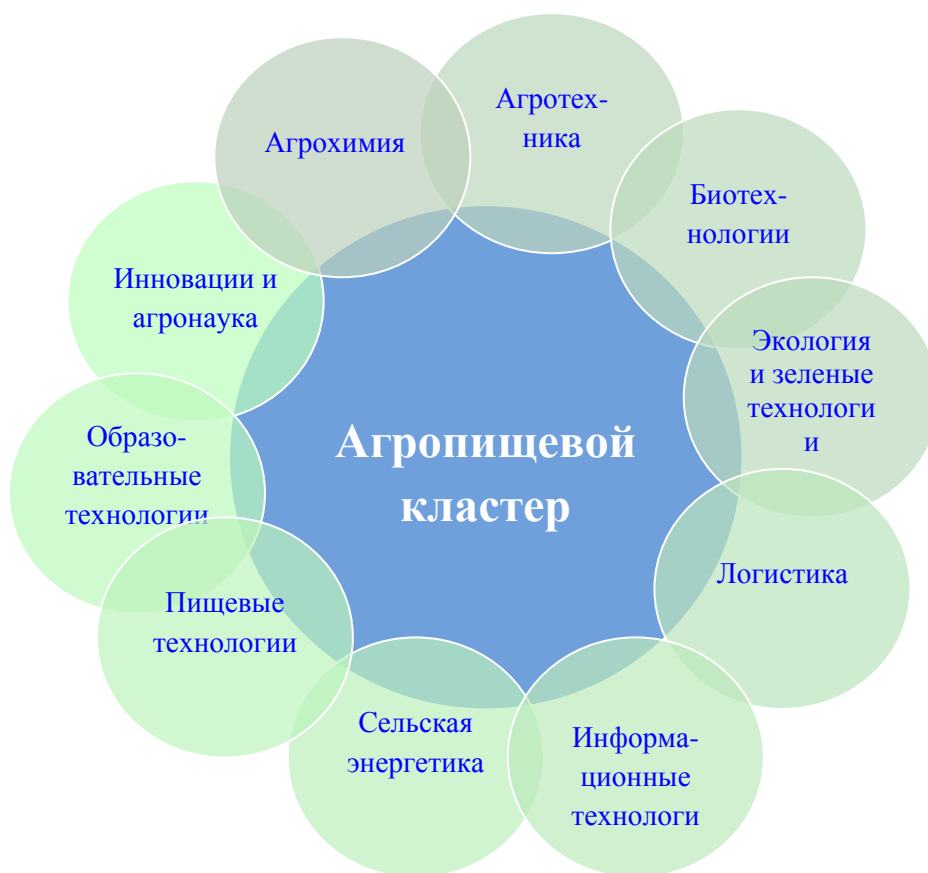 Агротех-
ника
Агрохимия
Биотех-
нологии
Инновации и
агронаука
Экология
и зеленые
технологи
и
Агропищевой
кластер
Образо-
вательные
технологии
Логистика
Пищевые
технологии
Сельская
энергетика
Информа-
ционные
технологи